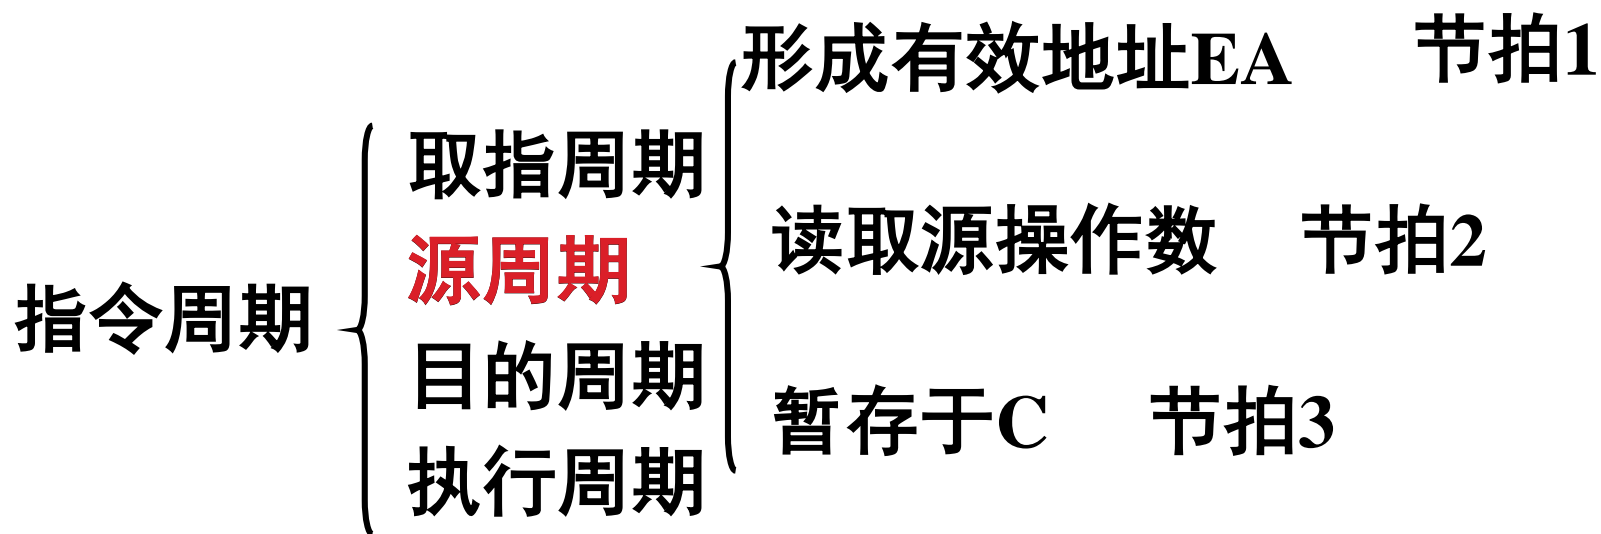 形成有效地址EA 节拍1
取指周期
读取源操作数 节拍2
源周期
指令周期
目的周期
暂存于C 节拍3
执行周期